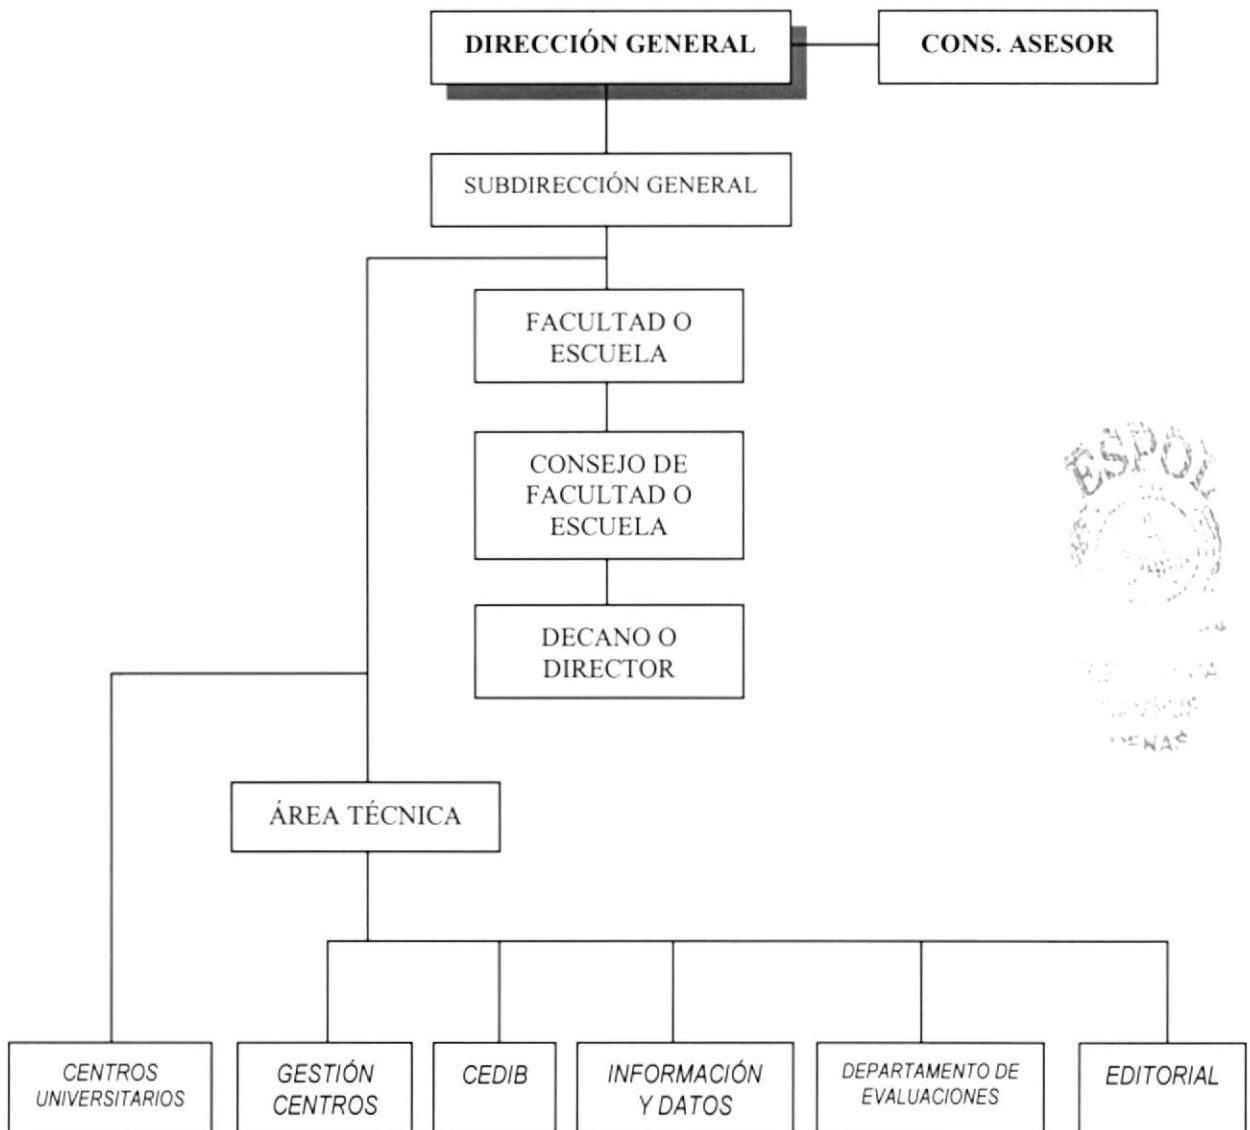 DIRECCIÓN GENERAL
CONS. ASESOR
SUBDIRECCIÓN GENERAL
FACULTAD O
ESCUELA
CONSEJO DE
FACULTAD O
ESCUELA
DECANO O
DIRECTOR
ESPOL
ÁREA TÉCNICA
CENTROS
UNIVERSITARIOS
GESTIÓN
CENTROS
CEDIB
INFORMACIÓN
Y DATOS
DEPARTAMENTO DE
EVALUACIONES
EDITORIAL